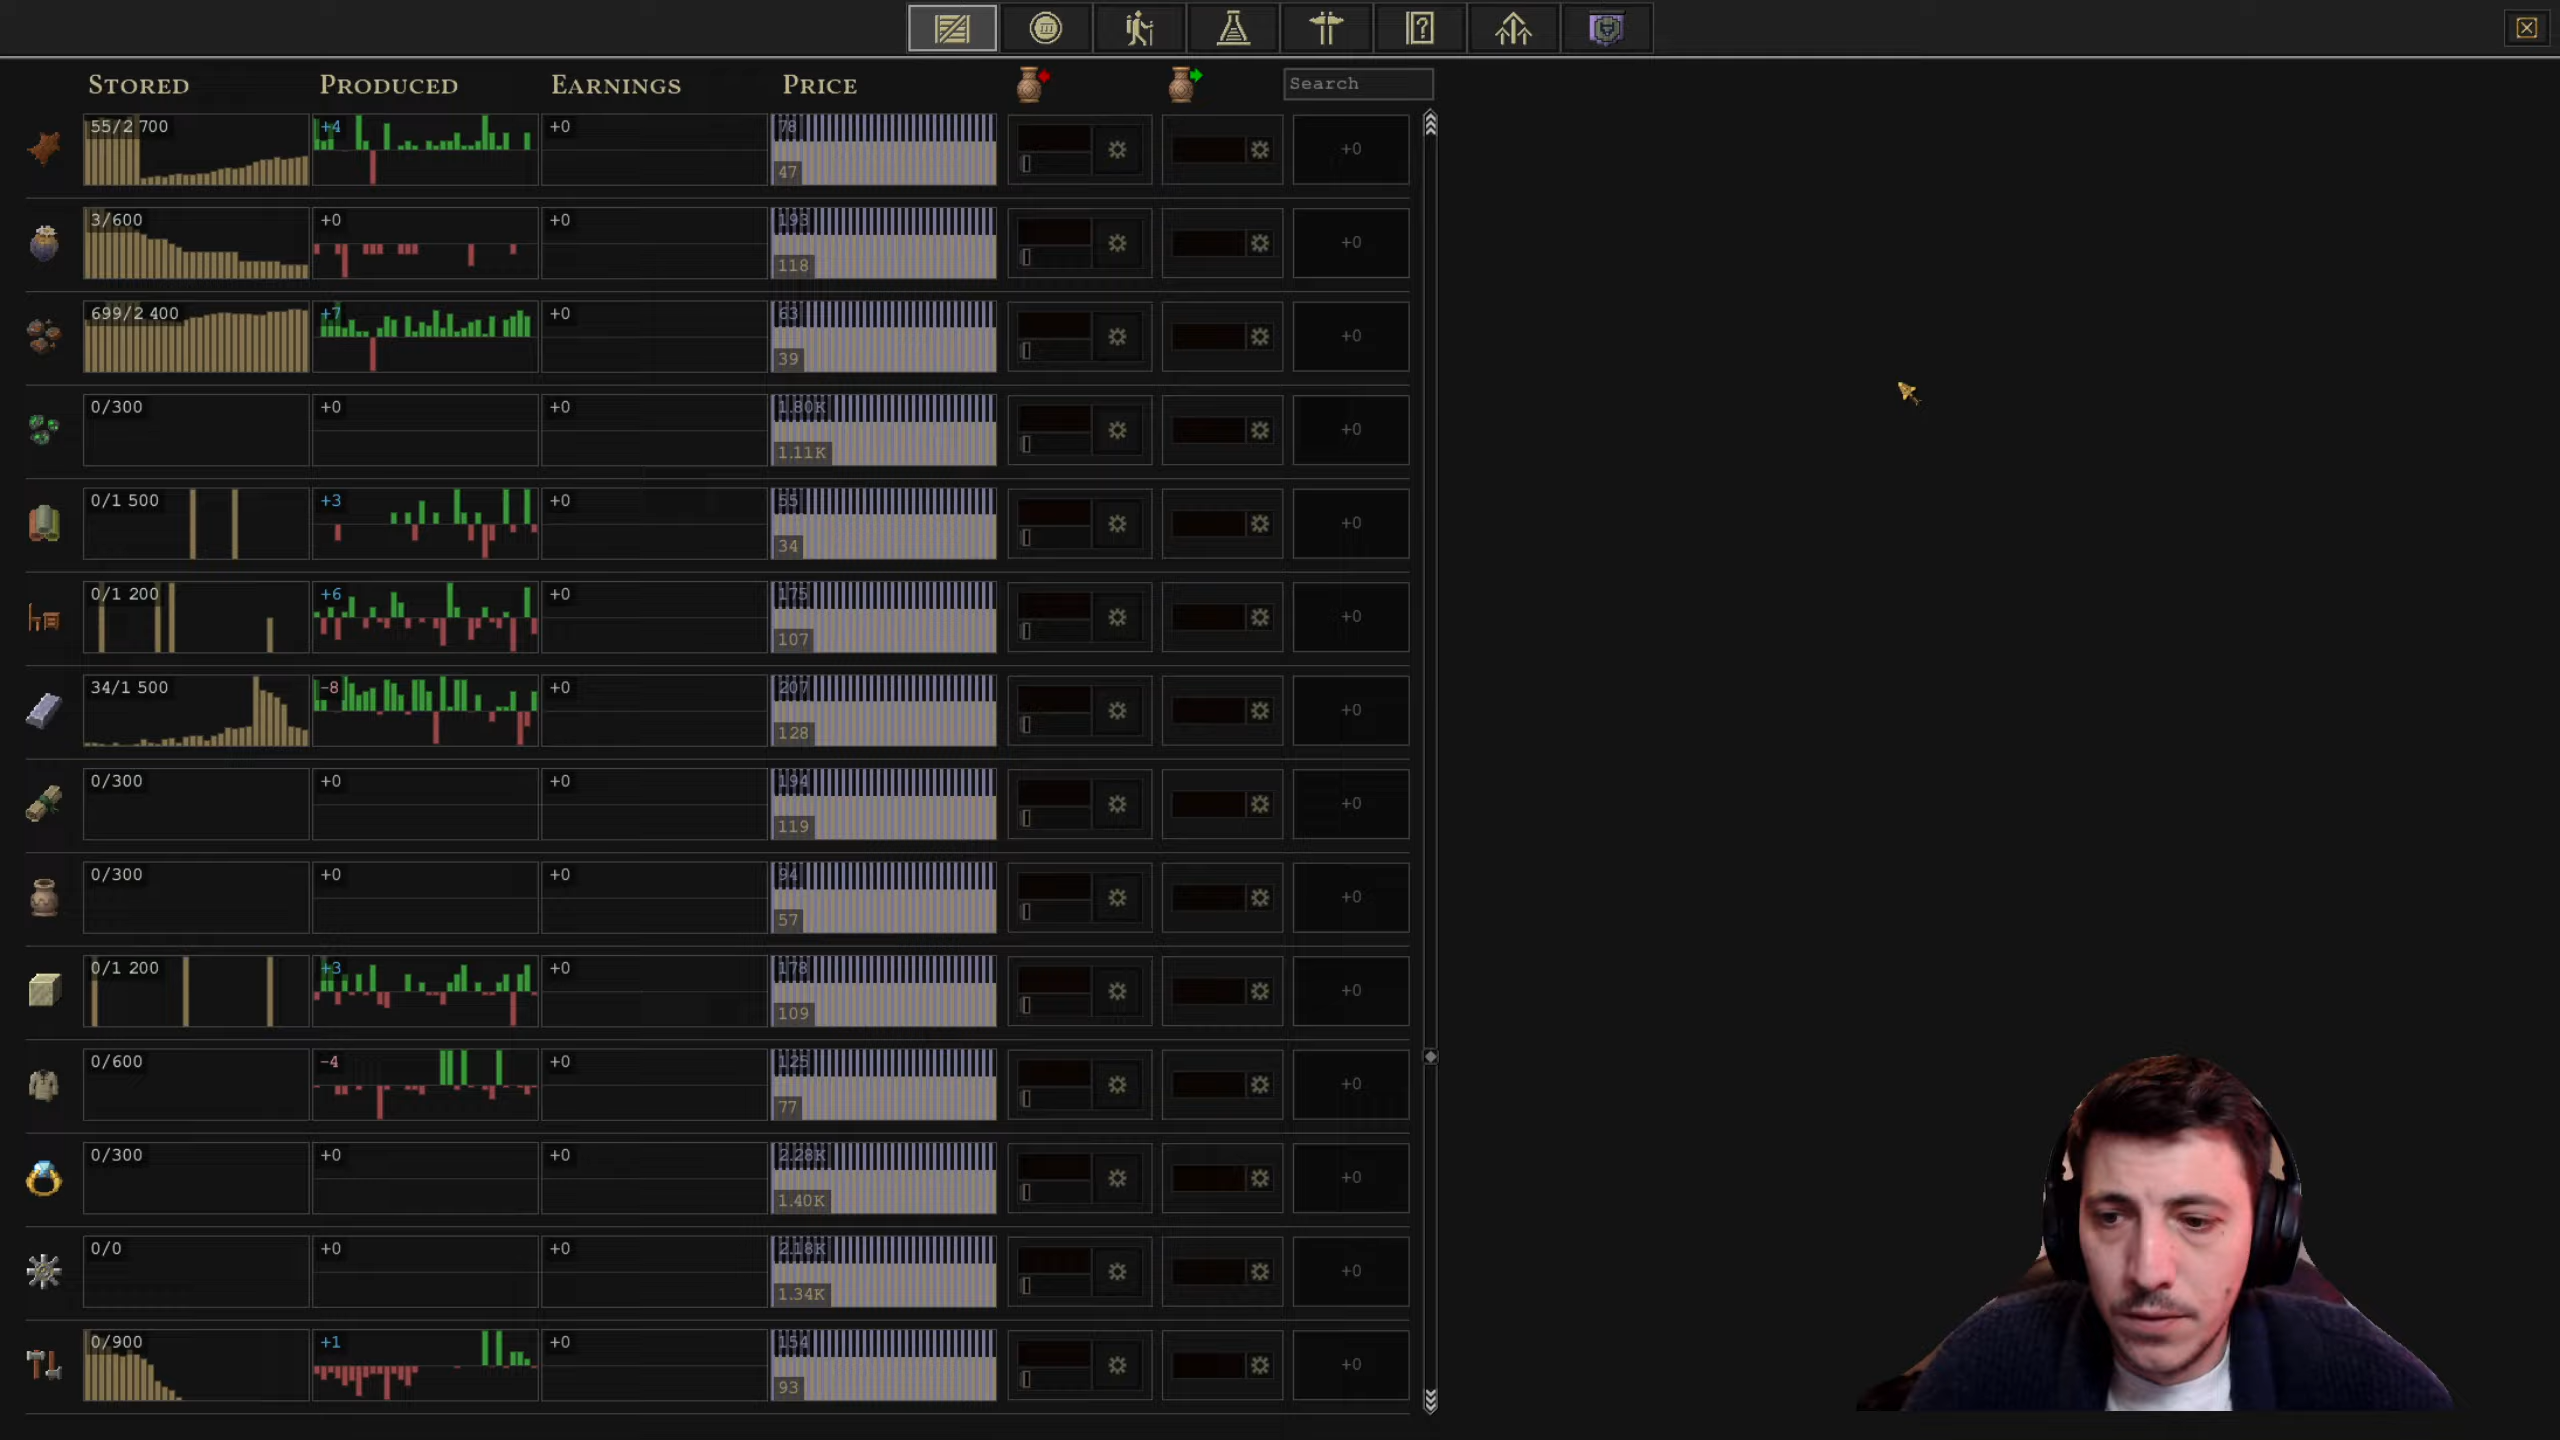 STORED PRODUCED EARNINGS PRICE Search
55/2 700 +4 +0 78
47 +0
3/600 +0 +0 193
118 +0
699/2 400 +7 +0 63
39 +0
0/300 +0 +0 1.80K
1.11K +0
0/1 500 +3 +0 55
34 +0
0/1 200 +6 +0 175
107 +0
34/1 500 -8 +0 207
128 +0
0/300 +0 +0 194
119 +0
0/300 +0 +0 94
57 +0
0/1 200 +3 +0 178
109 +0
0/600 -4 +0 125
77 +0
0/300 +0 +0 2.28K
1.40K +0
0/0 +0 +0 2.18K
1.34K +0
0/900 +1 +0 154
93 +0